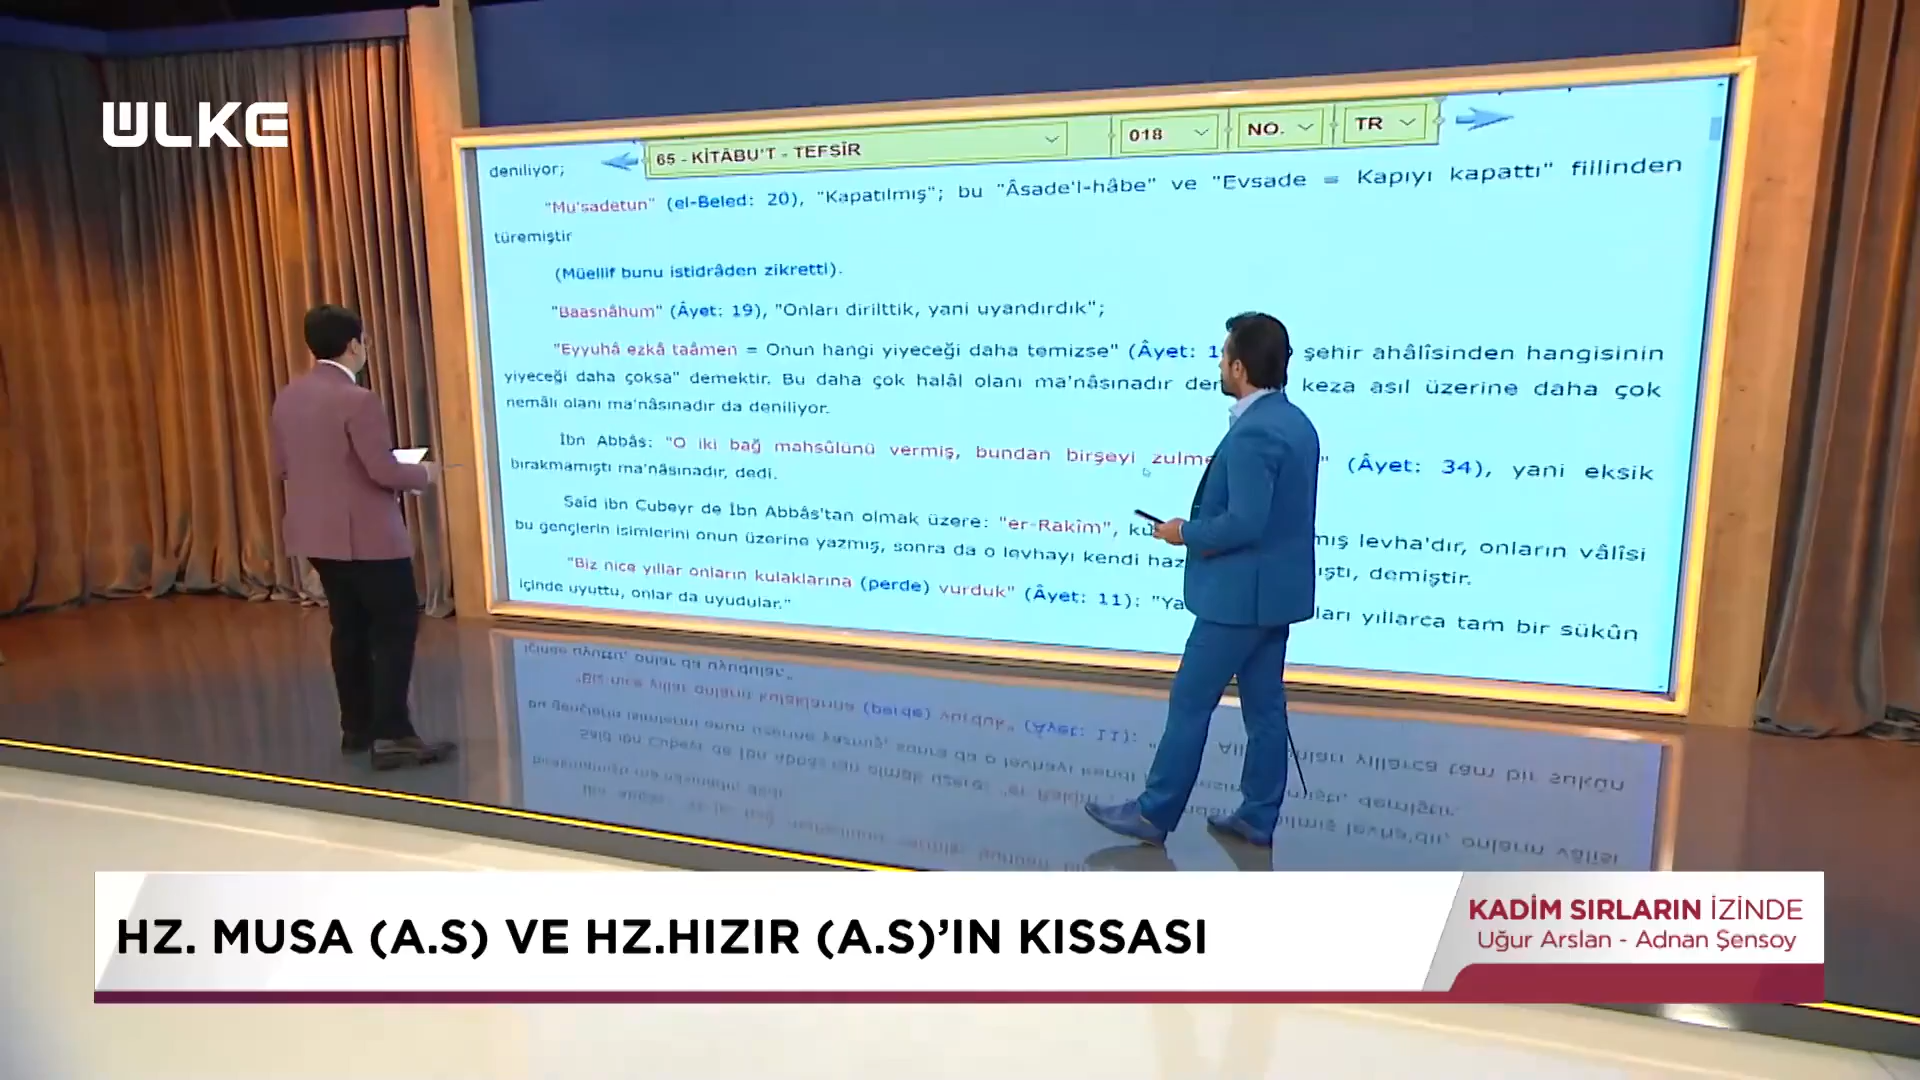 ÜLKE
65 - KİTÂBU'T - TEFSÎR 018 NO. TR
deniliyor;
"Mu'sadetun" (el-Beled: 20), "Kapatılmış"; bu "Âsade'l-hâbe" ve "Evsade = Kapıyı kapattı" fiilinden
türemiştir
(Müellif bunu istidrâden zikretti).
"Baasnâhum" (Âyet: 19), "Onları dirilttik, yani uyandırdık";
"Eyyuhâ ezkâ taâmen = Onun hangi yiyeceği daha temizse" (Âyet: şehir ahâlîsinden hangisinin
yiyeceği daha çoksa" demektir. Bu daha çok halâl olanı ma'nâsınadır keza asıl üzerine daha çok
nemâlı olanı ma'nâsınadır da deniliyor.
İbn Abbâs: "O iki bağ mahsûlünü vermiş, bundan birşeyi " (Âyet: 34), yani eksik
bırakmamıştı ma'nâsınadır, dedi.
Saîd ibn Cubeyr de İbn Abbâs'tan olmak üzere: "er-Rakîm", levha'dır, onların vâlîsi
bu gençlerin isimlerini onun üzerine yazmış, sonra da o levhayı kendi demiştir.
"Biz nice yıllar onların kulaklarına (perde) vurduk" (Âyet: 11): yıllarca tam bir sükûn
içinde uyuttu, onlar da uyudular."
HZ. MUSA (A.S) VE HZ.HIZIR (A.S)'IN KISSASI
KADİM SIRLARIN İZİNDE
Uğur Arslan - Adnan Şensoy